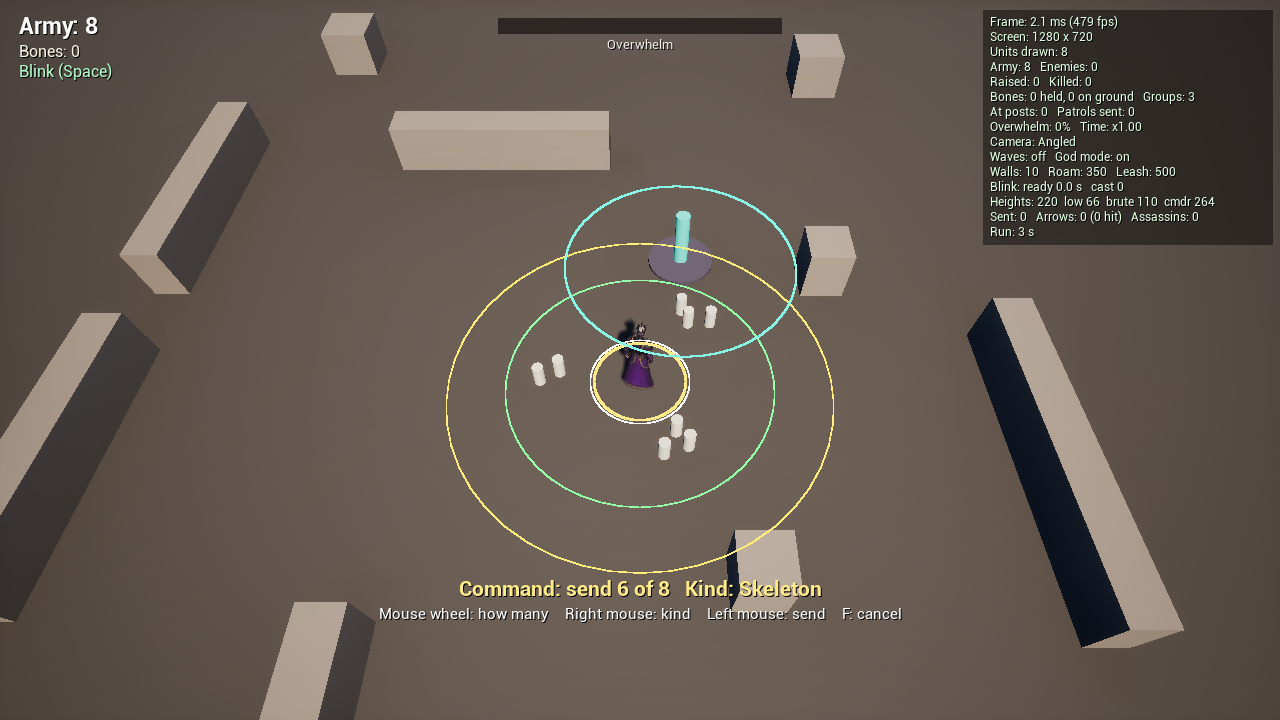 Army: 8
Bones: 0
Blink (Space)
Overwhelm
Frame: 2.1 ms (479 fps)
Screen: 1280 x 720
Units drawn: 8
Army: 8 Enemies: 0
Raised: 0 Killed: 0
Bones: 0 held, 0 on ground Groups: 3
At posts: 0 Patrols sent: 0
Overwhelm: 0% Time: x1.00
Camera: Angled
Waves: off God mode: on
Walls: 10 Roam: 350 Leash: 500
Blink: ready 0.0 s cast 0
Heights: 220 low 66 brute 110 cmdr 264
Sent: 0 Arrows: 0 (0 hit) Assassins: 0
Run: 3 s
Command: send 6 of 8 Kind: Skeleton
Mouse wheel: how many Right mouse: kind Left mouse: send F: cancel